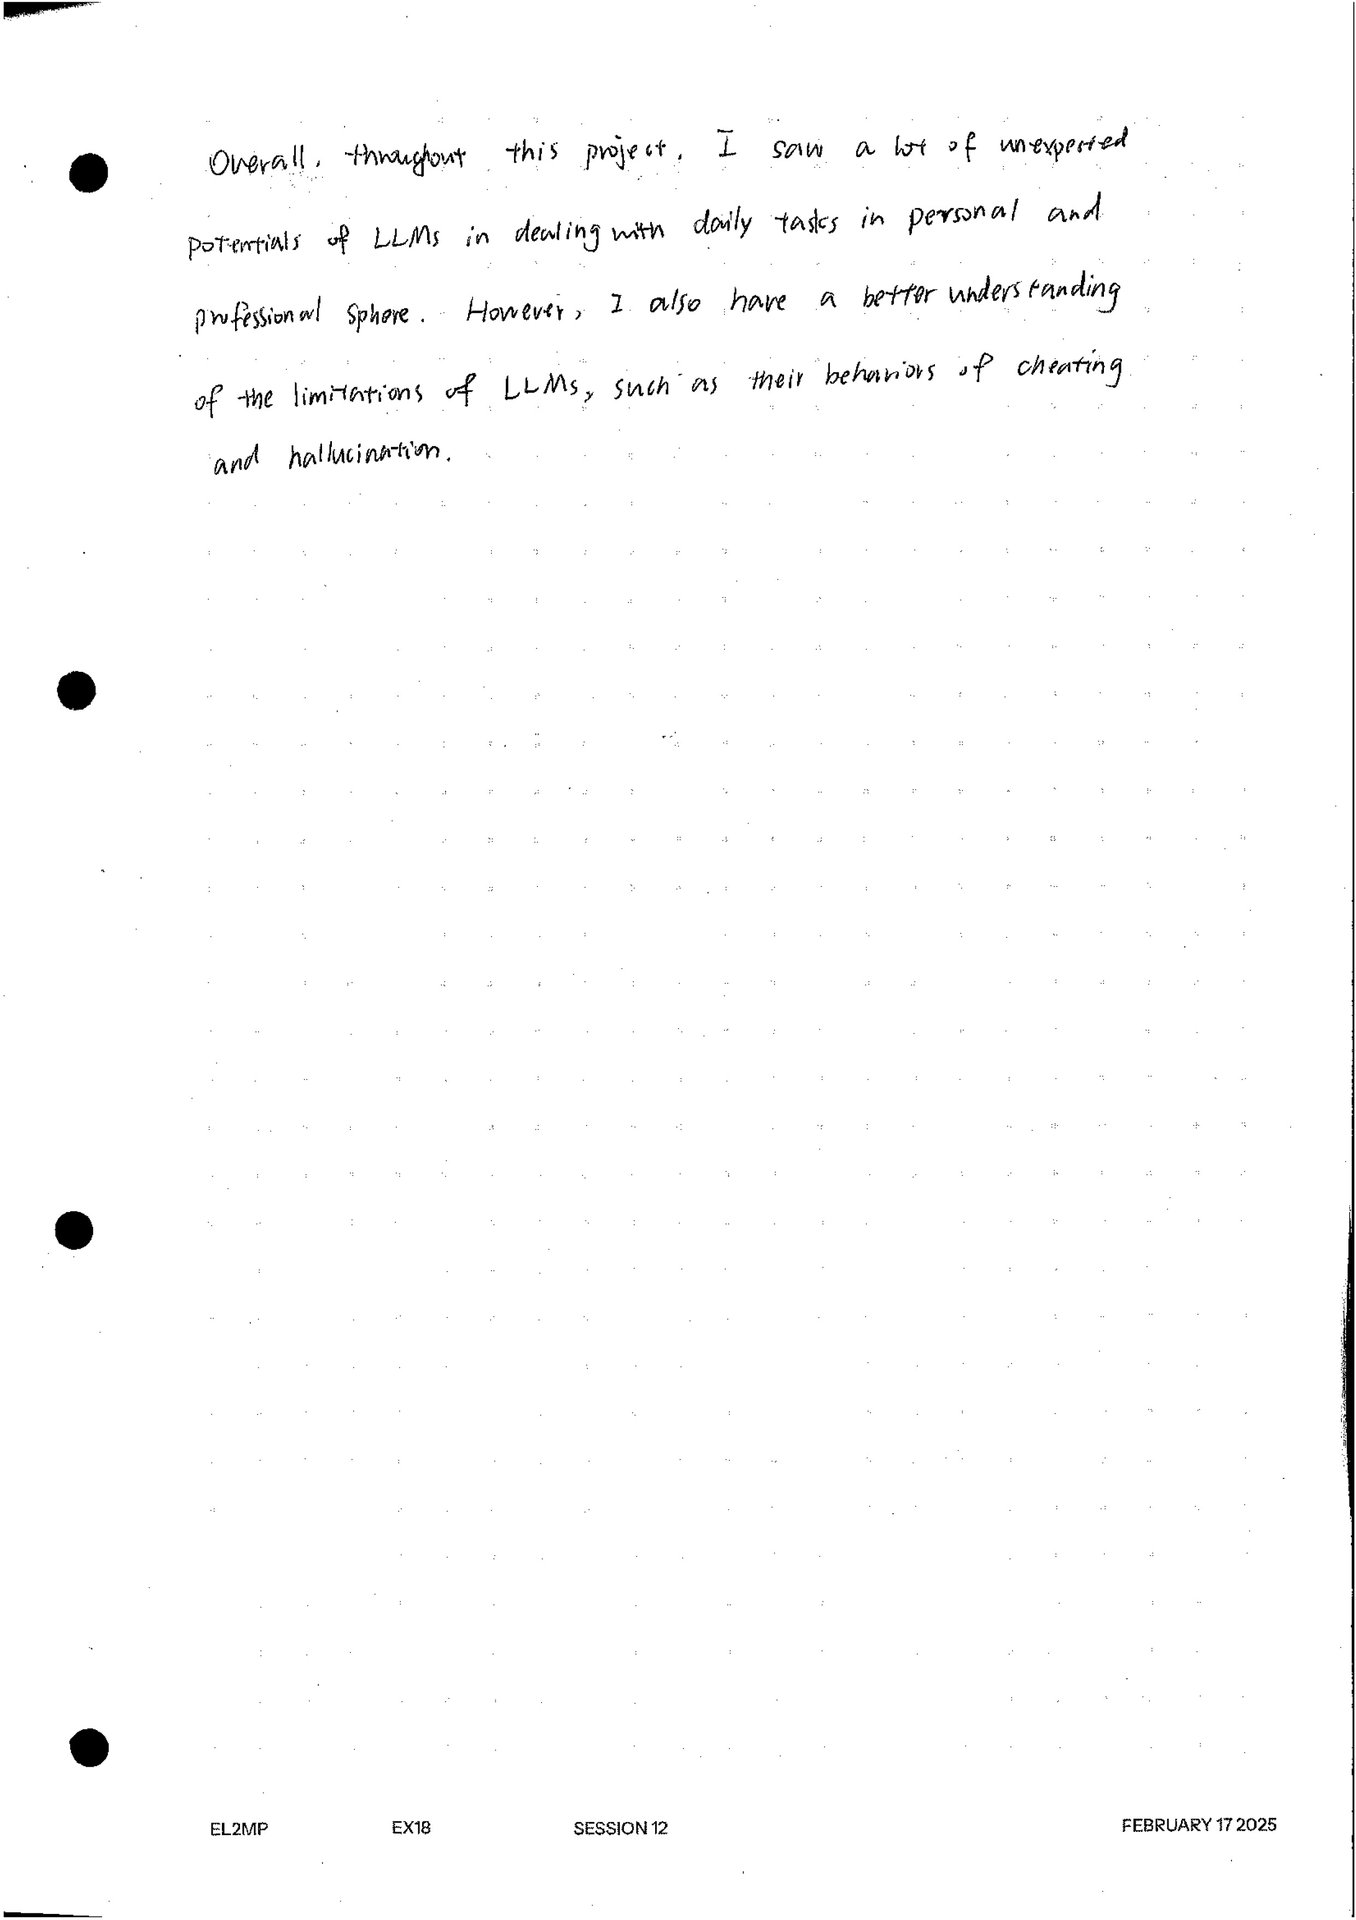 Overall, throughout this project, I saw a lot of unexpected
potentials of LLMs in dealing with daily tasks in personal and
professional sphere. However, I also have a better understanding
of the limitations of LLMs, such as their behaviors of cheating
and hallucination.
EL2MP EX18 SESSION 12 FEBRUARY 17 2025